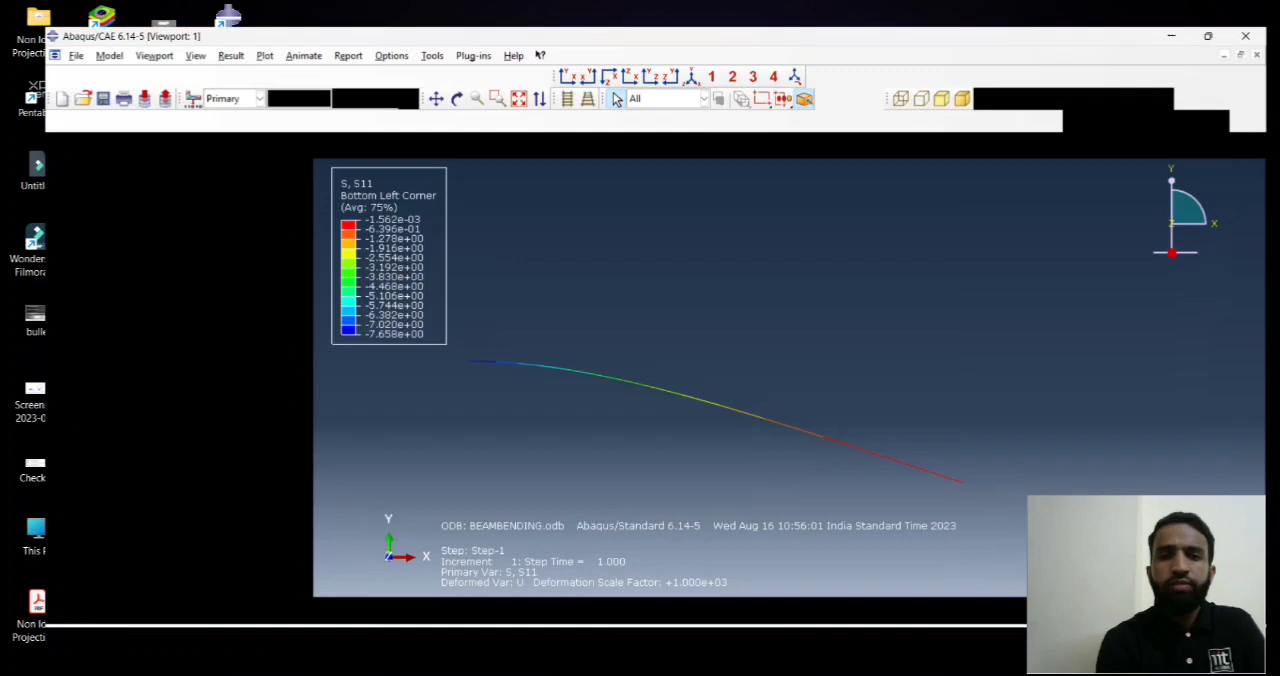 Non Ic
Projecti
Abaqus/CAE 6.14-5 [Viewport: 1]
File Model Viewport View Result Plot Animate Report Options Tools Plug-ins Help
1 2 3 4
Primary
All
Pentab
Untitl
Wonders
Filmora
bulle
Screens
2023-0
Check
This P
Non Ic
Projecti
S, S11
Bottom Left Corner
(Avg: 75%)
-1.562e-03
-6.396e-01
-1.278e+00
-1.916e+00
-2.554e+00
-3.192e+00
-3.830e+00
-4.468e+00
-5.106e+00
-5.744e+00
-6.382e+00
-7.020e+00
-7.658e+00
Y
X
Z
Y
X
Z
ODB: BEAMBENDING.odb Abaqus/Standard 6.14-5 Wed Aug 16 10:56:01 India Standard Time 2023
Step: Step-1
Increment 1: Step Time = 1.000
Primary Var: S, S11
Deformed Var: U Deformation Scale Factor: +1.000e+03